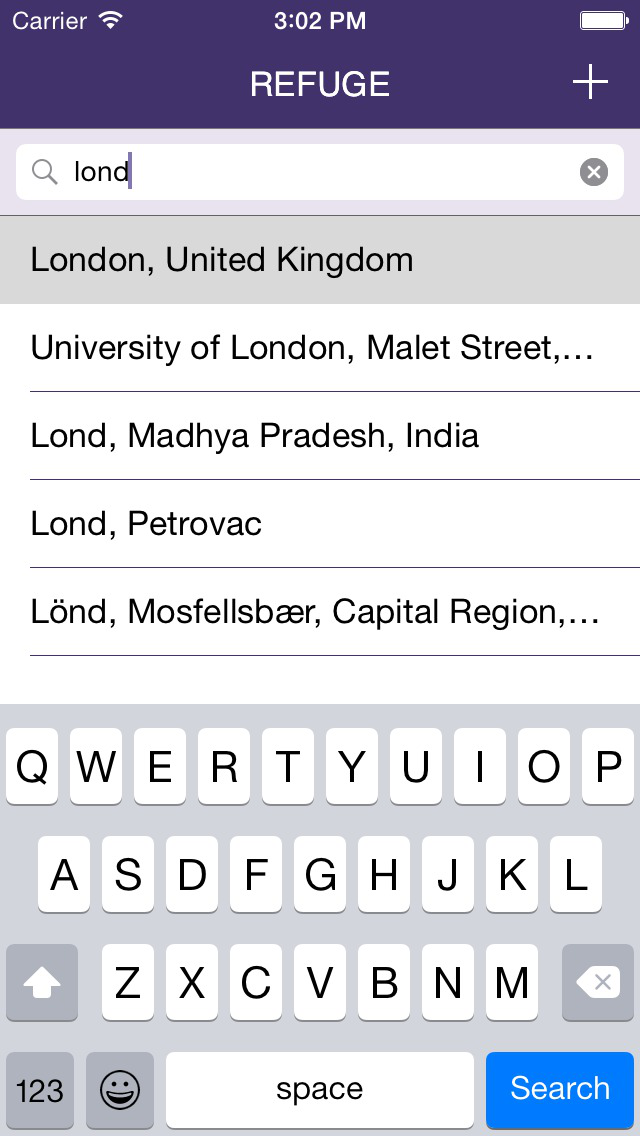 Carrier 3:02 PM
REFUGE
lond
London, United Kingdom
University of London, Malet Street,...
Lond, Madhya Pradesh, India
Lond, Petrovac
Lönd, Mosfellsbær, Capital Region,...
Q W E R T Y U I O P
A S D F G H J K L
Z X C V B N M
123 space Search